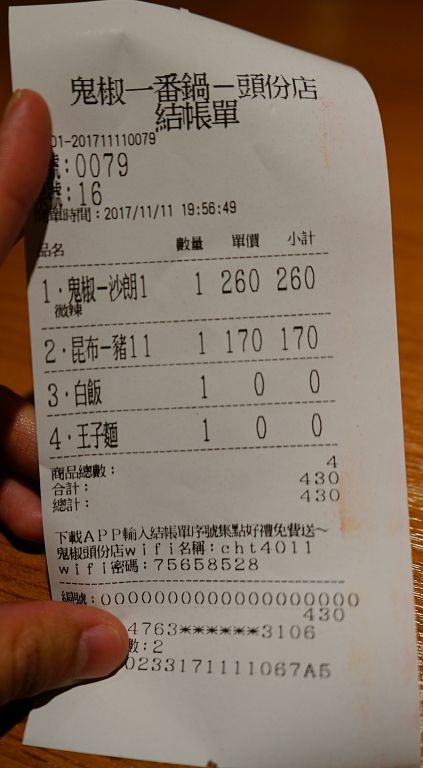 鬼椒一番鍋－頭份店
結帳單
01-201711110079
號:0079
號:16
時間:2017/11/11 19:56:49
品名 數量 單價 小計
1．鬼椒－沙朗1 1 260 260
微辣
2．昆布－豬11 1 170 170
3．白飯 1 0 0
4．王子麵 1 0 0
商品總數: 4
合計: 430
總計: 430
下載APP輸入結帳單序號集點好禮免費送～
鬼椒頭份店wifi名稱:cht4011
wifi密碼:75658528
編號:0000000000000000000
430
4763******3106
數:2
0233171111067A5